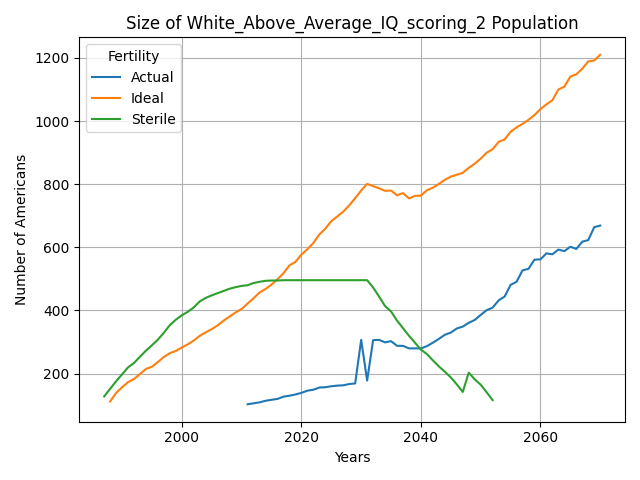 Size of White_Above_Average_IQ_scoring_2 Population
Fertility
Actual
Ideal
Sterile
Number of Americans
1200
1000
800
600
400
200
2000
2020
2040
2060
Years